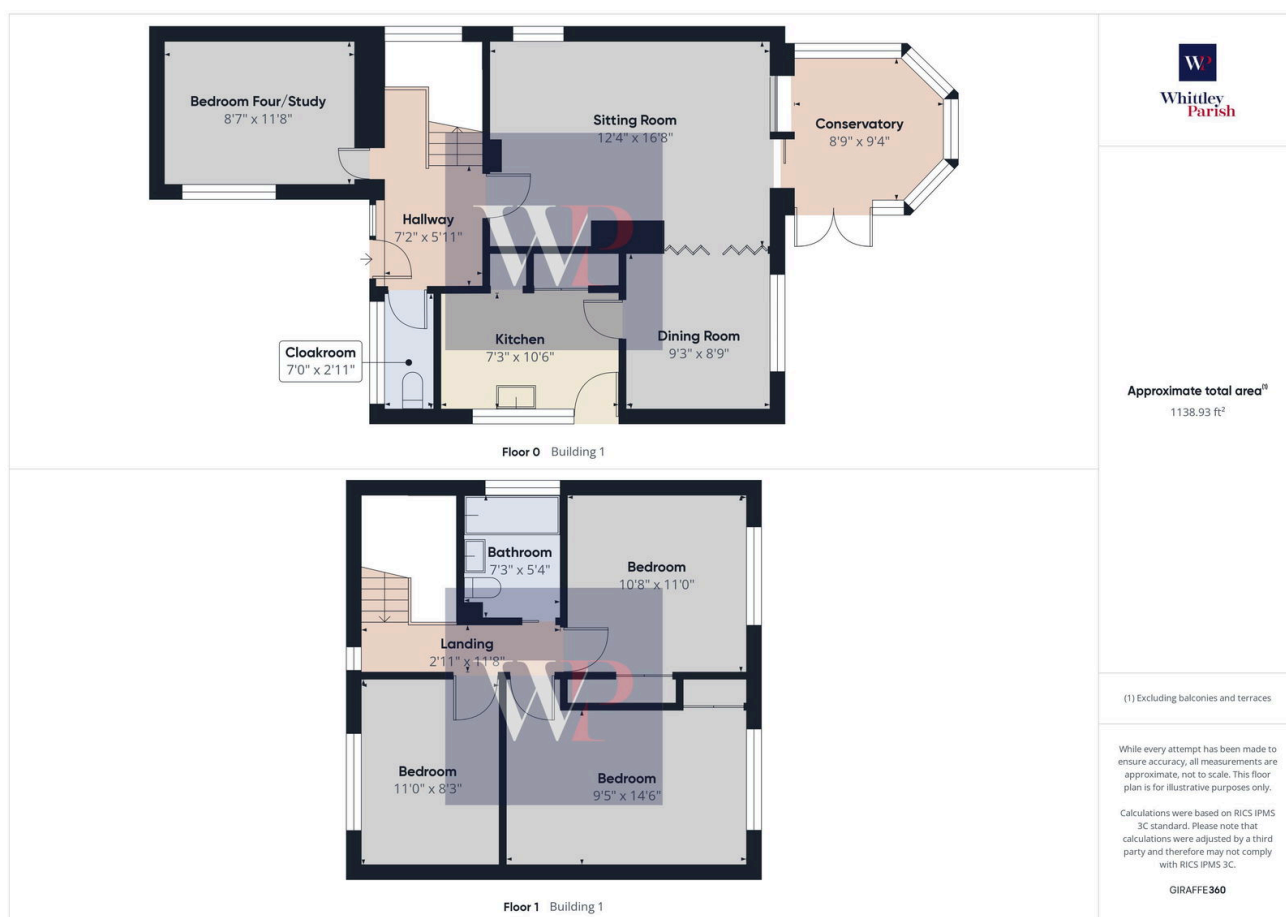 Bedroom Four/Study
8'7" x 11'8"
Sitting Room
12'4" x 16'8"
Conservatory
8'9" x 9'4"
Hallway
7'2" x 5'11"
WP
Cloakroom
7'0" x 2'11"
Kitchen
7'3" x 10'6"
Dining Room
9'3" x 8'9"
Floor 0 Building 1
Bathroom
7'3" x 5'4"
Bedroom
10'8" x 11'0"
Landing
2'11" x 11'8"
WP
Bedroom
11'0" x 8'3"
Bedroom
9'5" x 14'6"
Floor 1 Building 1
WP
Whittley
Parish
Approximate total area(1)
1138.93 ft²
(1) Excluding balconies and terraces
While every attempt has been made to
ensure accuracy, all measurements are
approximate, not to scale. This floor
plan is for illustrative purposes only.
Calculations were based on RICS IPMS
3C standard. Please note that
calculations were adjusted by a third
party and therefore may not comply
with RICS IPMS 3C.
GIRAFFE360